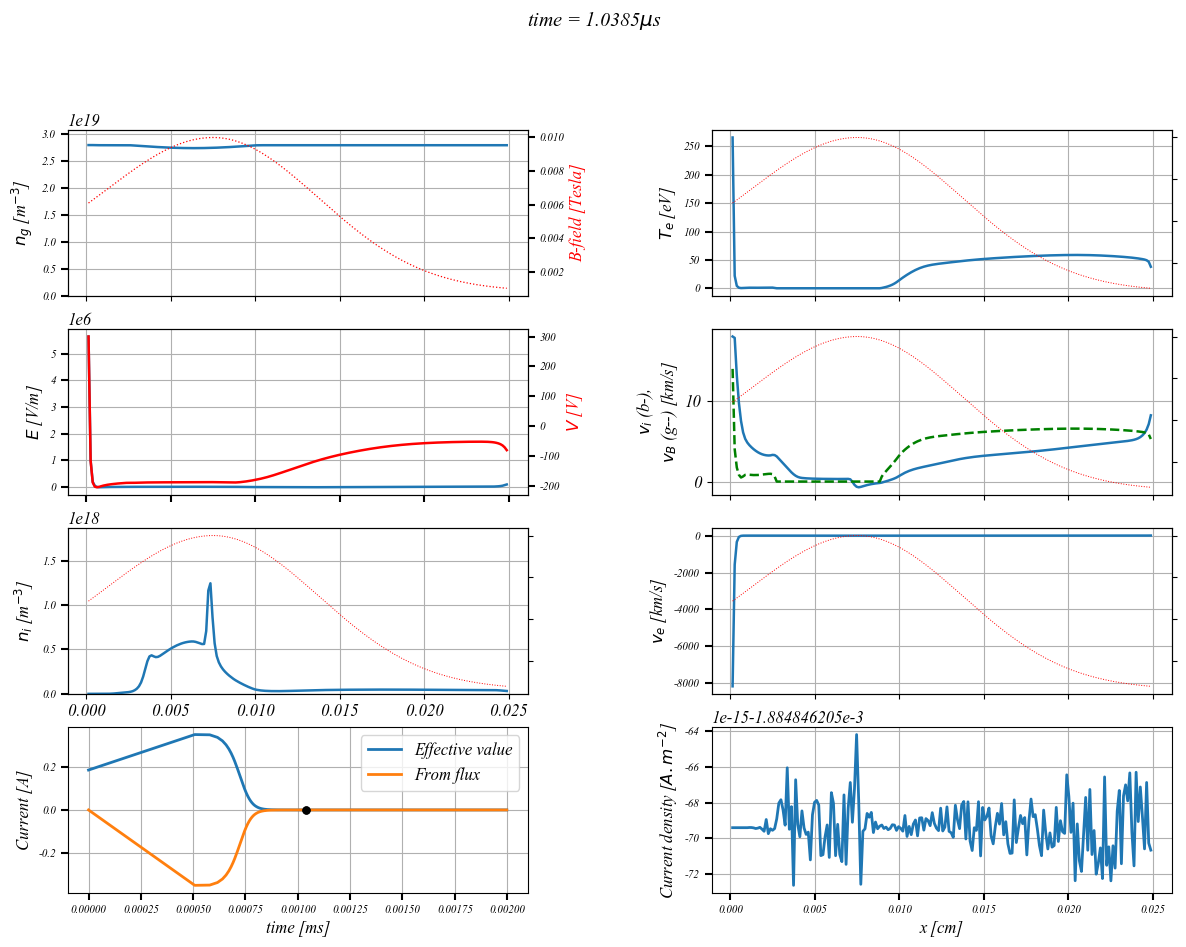 time = 1.0385μs
1e19
3.0
2.5
2.0
1.5
1.0
0.5
0.0
n_g [m^{-3}]
0.010
0.008
0.006
0.004
0.002
B-field [Tesla]
250
200
150
100
50
0
T_e [eV]
1e6
5
4
3
2
1
0
E [V/m]
300
200
100
0
-100
-200
V [V]
10
0
v_i (b-),
v_B (g--) [km/s]
1e18
1.5
1.0
0.5
0.0
n_i [m^{-3}]
0.000 0.005 0.010 0.015 0.020 0.025
0
-2000
-4000
-6000
-8000
v_e [km/s]
0.2
0.0
-0.2
Current [A]
Effective value
From flux
0.00000 0.00025 0.00050 0.00075 0.00100 0.00125 0.00150 0.00175 0.00200
time [ms]
1e-15-1.884846205e-3
-64
-66
-68
-70
-72
Current density [A.m^{-2}]
0.000 0.005 0.010 0.015 0.020 0.025
x [cm]